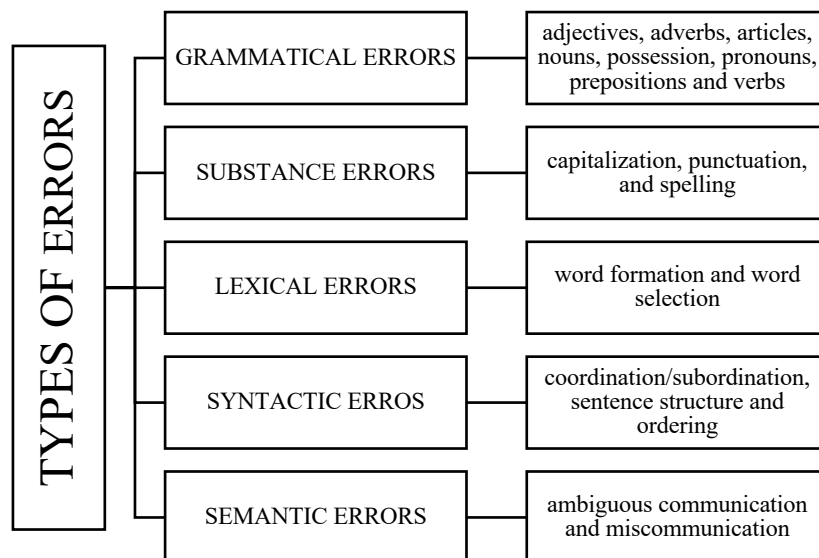 TYPES OF ERRORS
GRAMMATICAL ERRORS
adjectives, adverbs, articles,
nouns, possession, pronouns,
prepositions and verbs
SUBSTANCE ERRORS
capitalization, punctuation,
and spelling
LEXICAL ERRORS
word formation and word
selection
SYNTACTIC ERROS
coordination/subordination,
sentence structure and
ordering
SEMANTIC ERRORS
ambiguous communication
and miscommunication